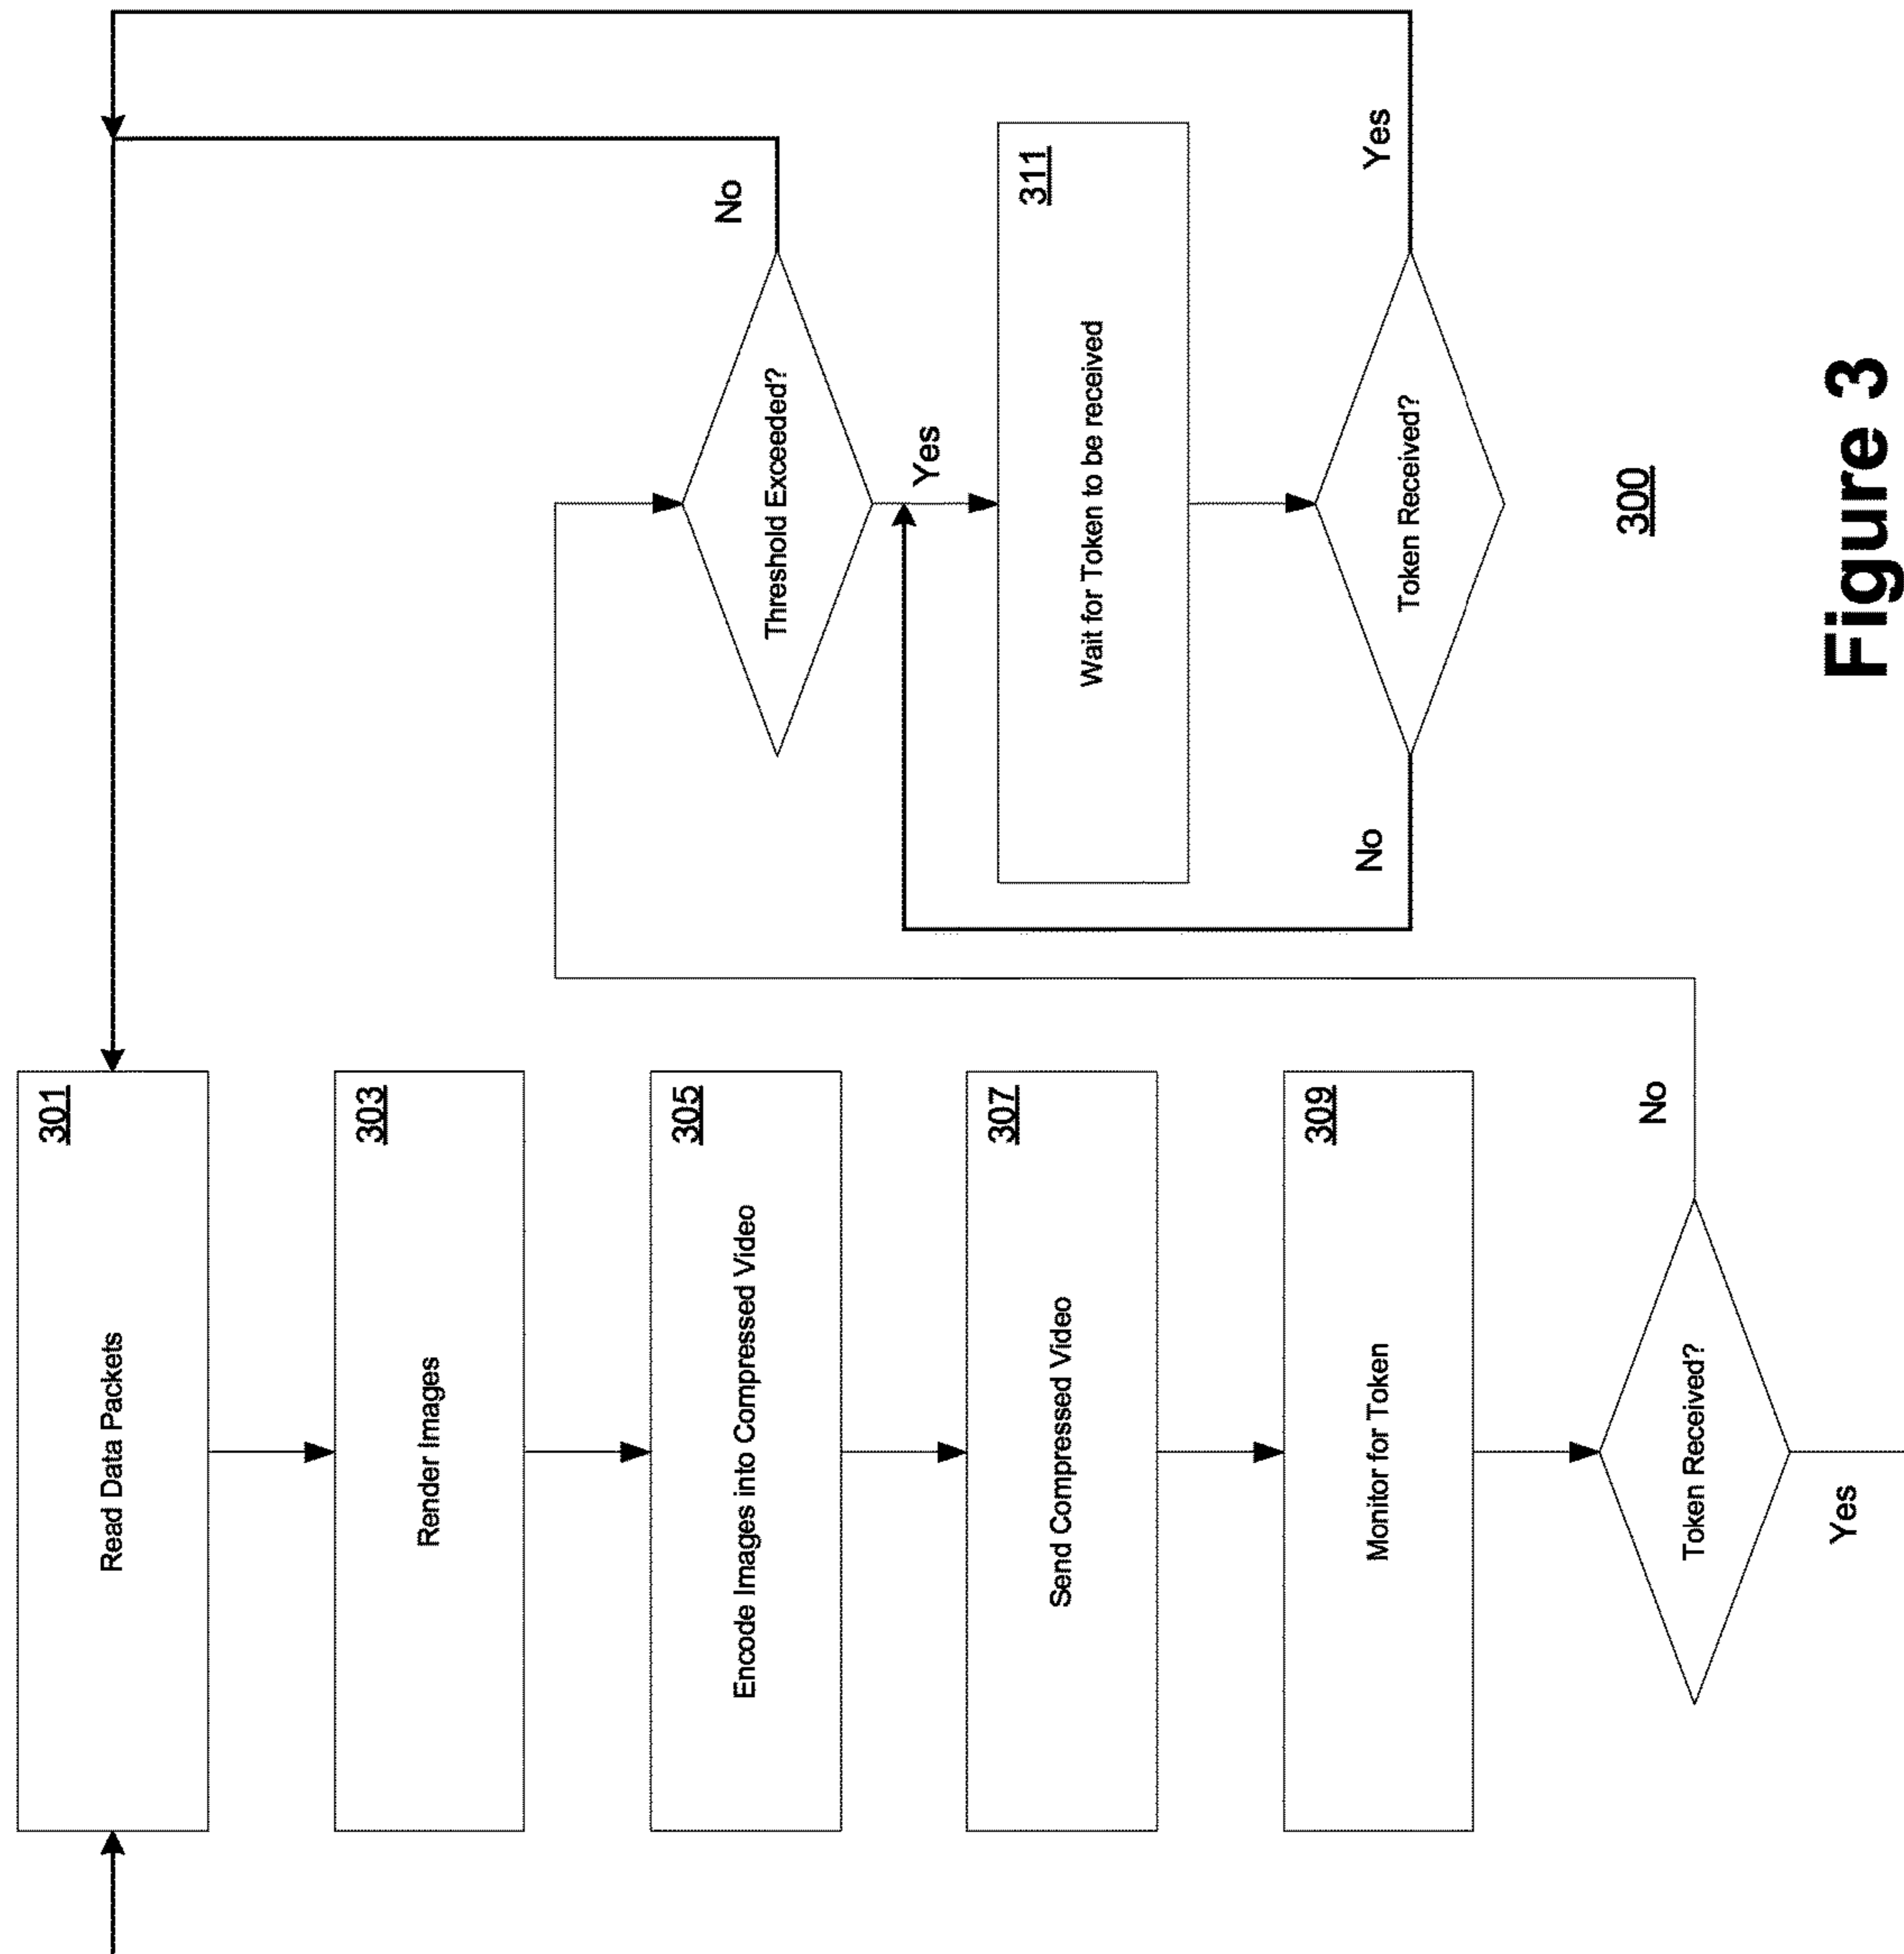 301
Read Data Packets
303
Render Images
305
Encode Images into Compressed Video
307
Send Compressed Video
309
Monitor for Token
Token Received?
No
Yes
Threshold Exceeded?
No
Yes
311
Wait for Token to be received
Token Received?
No
Yes
300
Figure 3